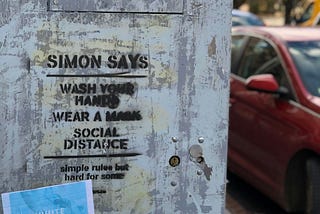 SIMON SAYS
WASH YOUR
HANDS
WEAR A MASK
SOCIAL
DISTANCE
simple rules but
hard for some